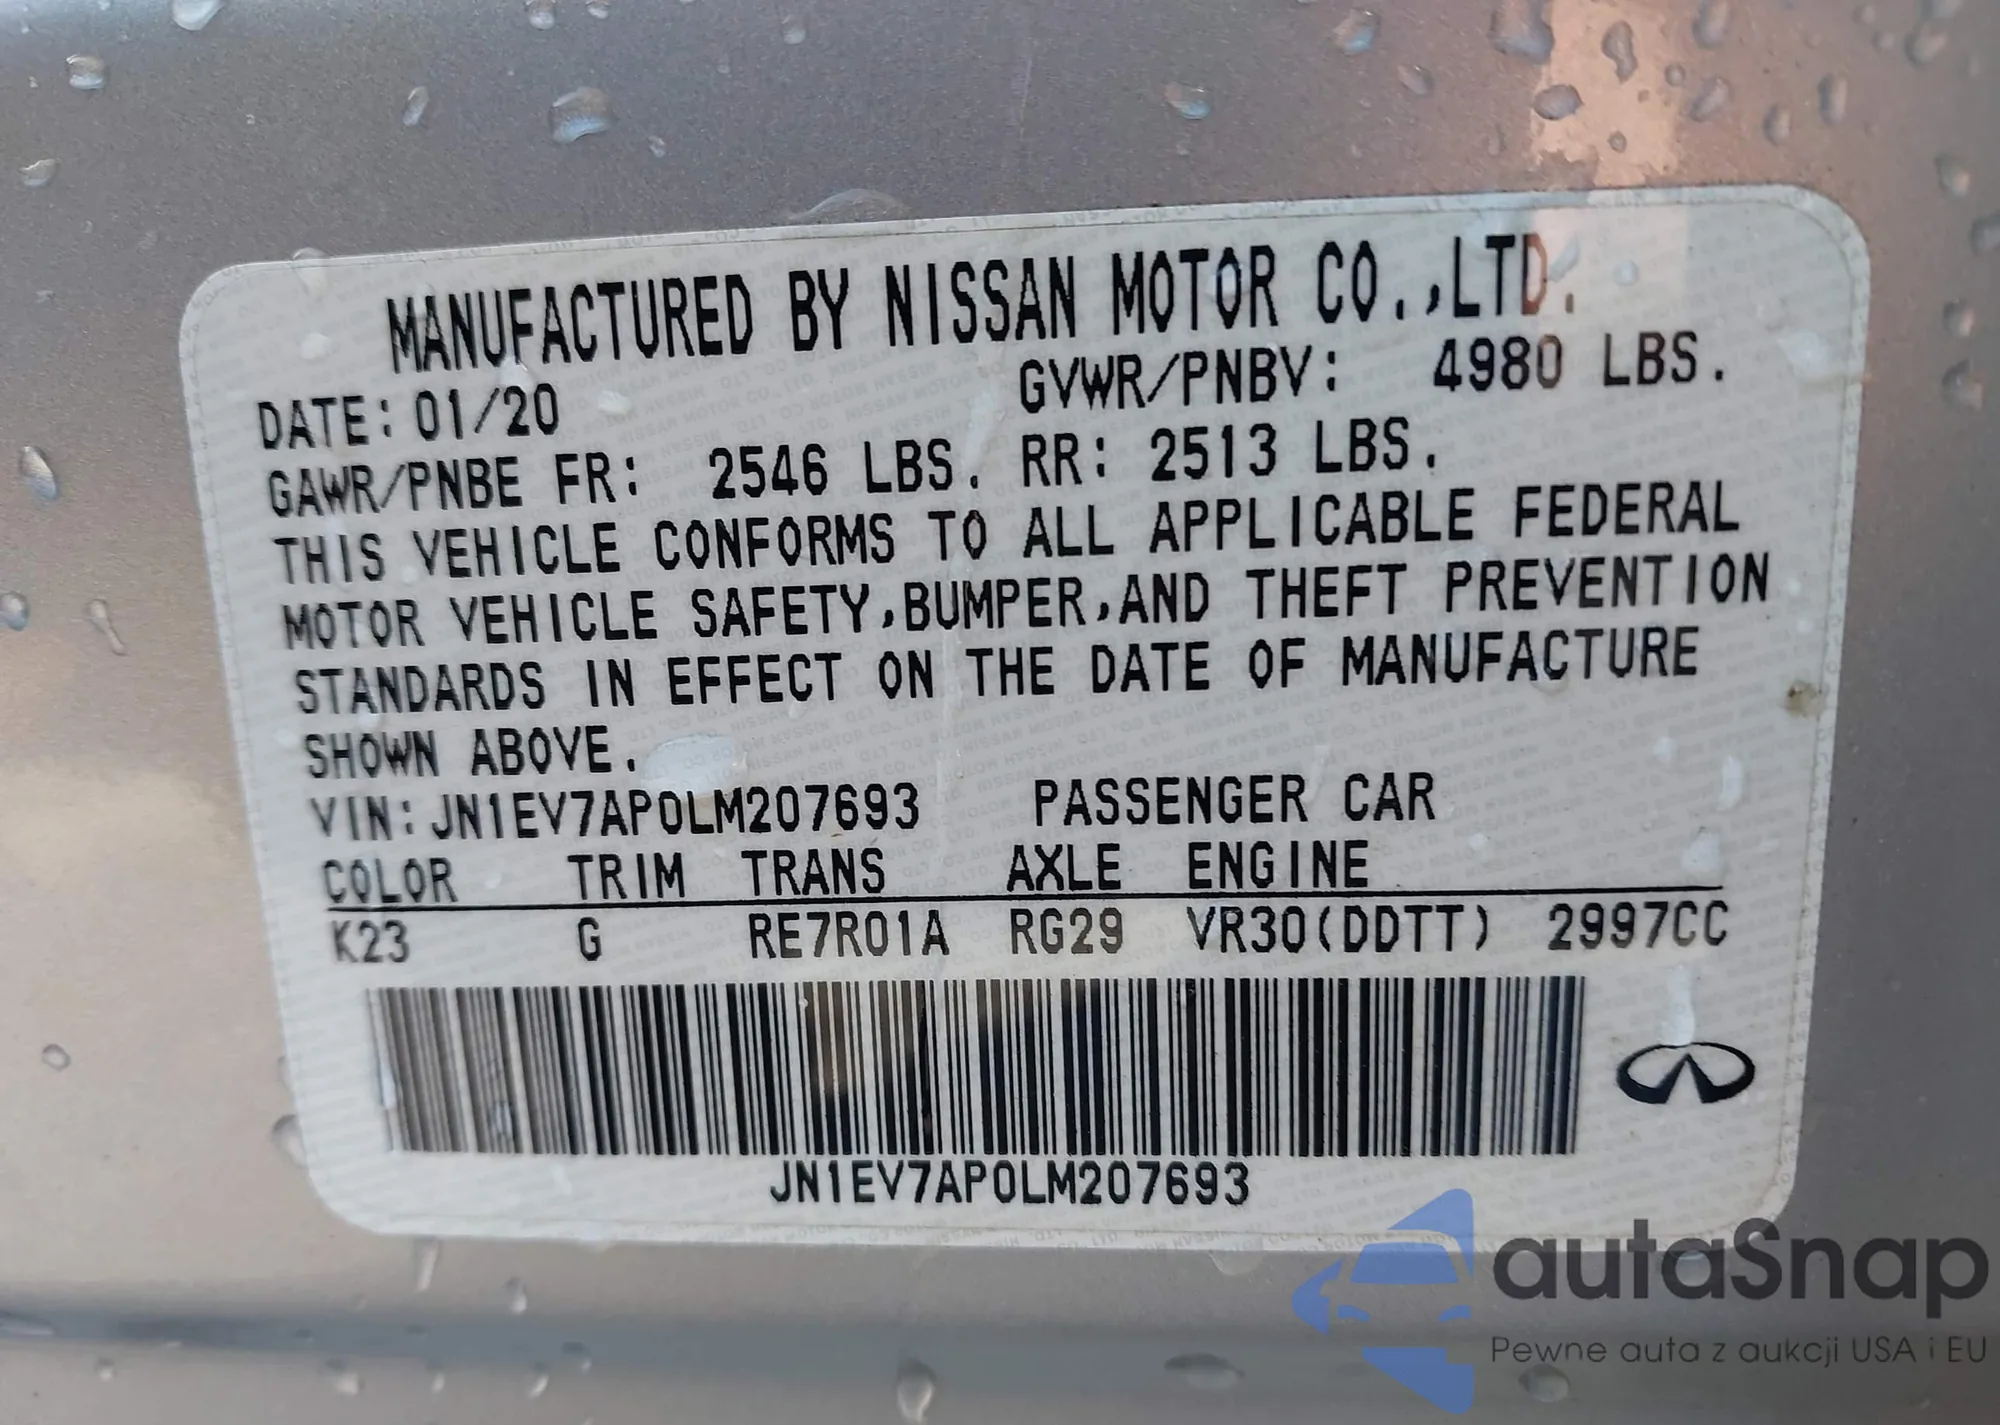 MANUFACTURED BY NISSAN MOTOR CO.,LTD.
DATE: 01/20 GVWR/PNBV: 4980 LBS.
GAWR/PNBE FR: 2546 LBS. RR: 2513 LBS.
THIS VEHICLE CONFORMS TO ALL APPLICABLE FEDERAL
MOTOR VEHICLE SAFETY,BUMPER,AND THEFT PREVENTION
STANDARDS IN EFFECT ON THE DATE OF MANUFACTURE
SHOWN ABOVE.
VIN:JN1EV7AP0LM207693 PASSENGER CAR
COLOR TRIM TRANS AXLE ENGINE
K23 G RE7R01A RG29 VR30(DDTT) 2997CC
JN1EV7AP0LM207693
autaSnap
Pewne auta z aukcji USA i EU